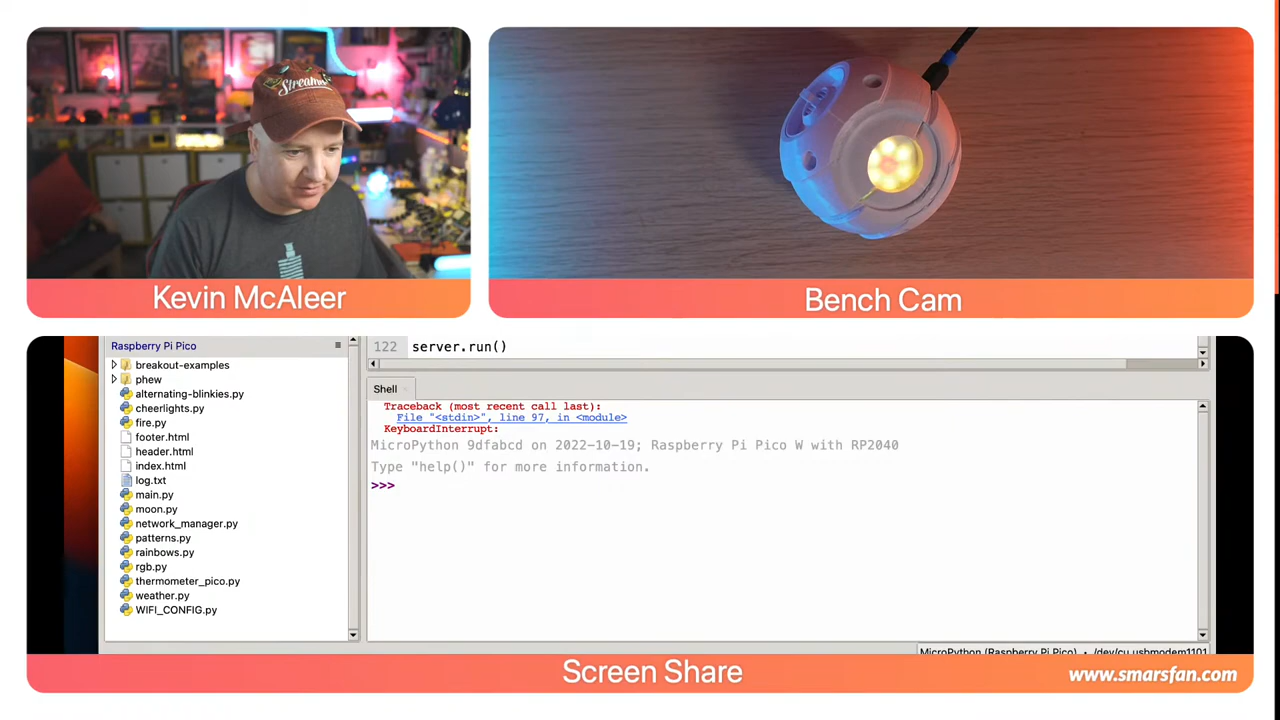 Streamer
Kevin McAleer
Bench Cam
Raspberry Pi Pico
breakout-examples
phew
alternating-blinkies.py
cheerlights.py
fire.py
footer.html
header.html
index.html
log.txt
main.py
moon.py
network_manager.py
patterns.py
rainbows.py
rgb.py
thermometer_pico.py
weather.py
WIFI_CONFIG.py
122 server.run()
Shell
Traceback (most recent call last):
File "<stdin>", line 97, in <module>
KeyboardInterrupt:
MicroPython 9dfabcd on 2022-10-19; Raspberry Pi Pico W with RP2040
Type "help()" for more information.
>>>
MicroPython (Raspberry Pi Pico) • /dev/cu.usbmodem1101
Screen Share
www.smarsfan.com